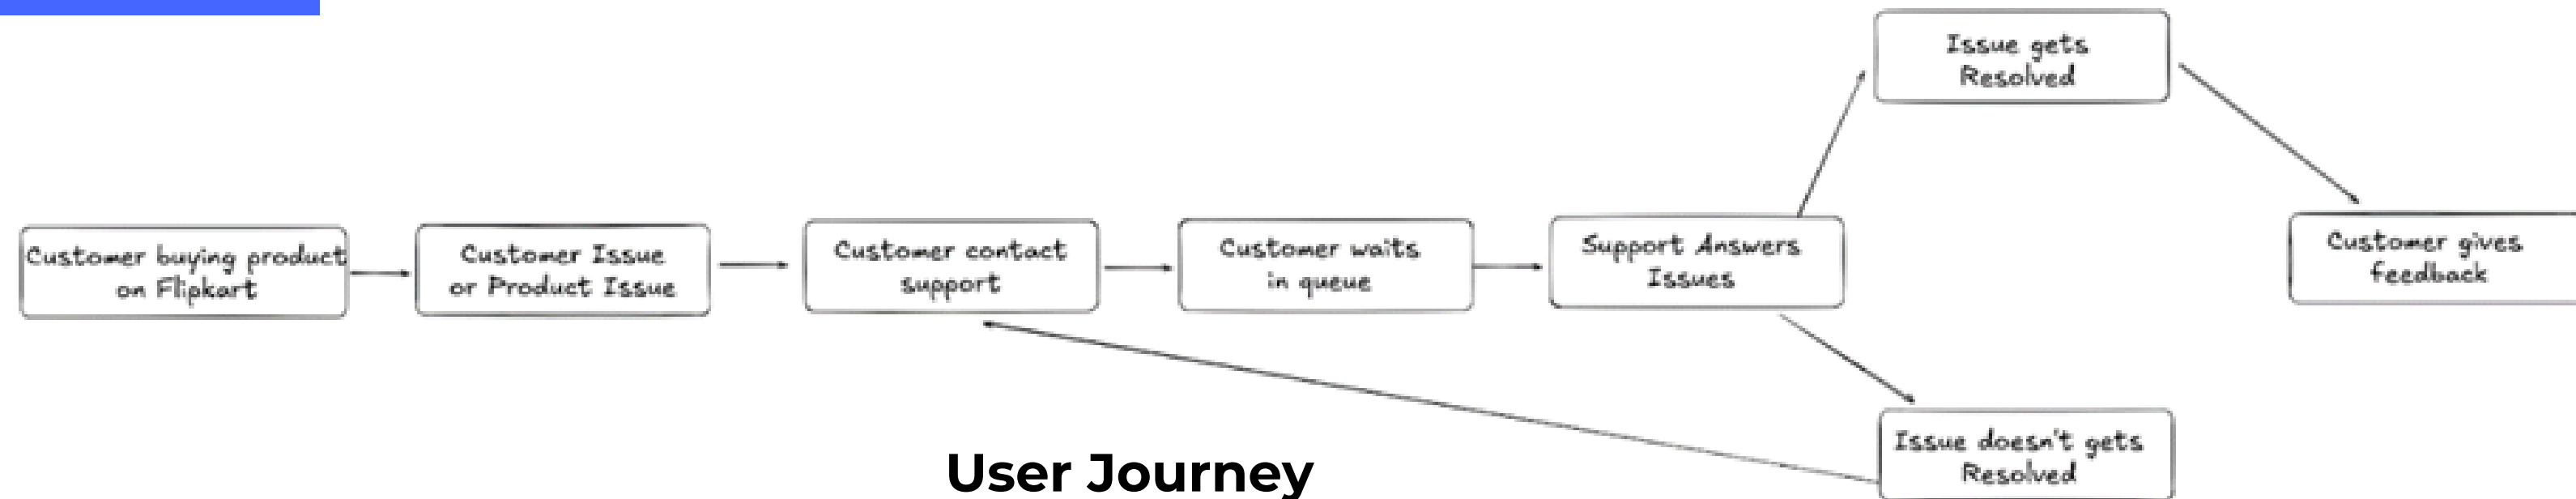 Customer buying product
on Flipkart
Customer Issue
or Product Issue
Customer contact
support
Customer waits
in queue
Support Answers
Issues
Issue gets
Resolved
Customer gives
feedback
Issue doesn't gets
Resolved
User Journey